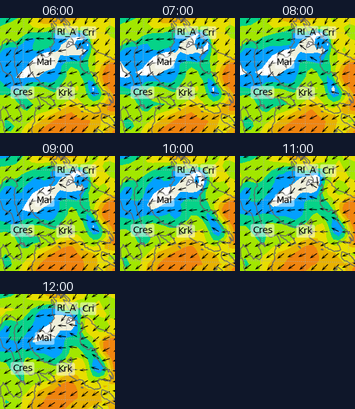 06:00
07:00
08:00
RI_A Cri
RI_A Cri
RI_A Cri
Mal
Mal
Mal
Cres Krk
Cres Krk
Cres Krk
09:00
10:00
11:00
RI_A Cri
RI_A Cri
RI_A Cri
Mal
Mal
Mal
Cres Krk
Cres Krk
Cres Krk
12:00
RI_A Cri
Mal
Cres Krk